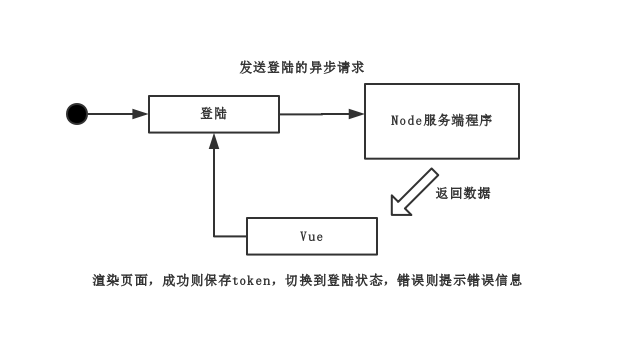 发送登陆的异步请求
登陆
Node服务端程序
返回数据
Vue
渲染页面，成功则保存token，切换到登陆状态，错误则提示错误信息